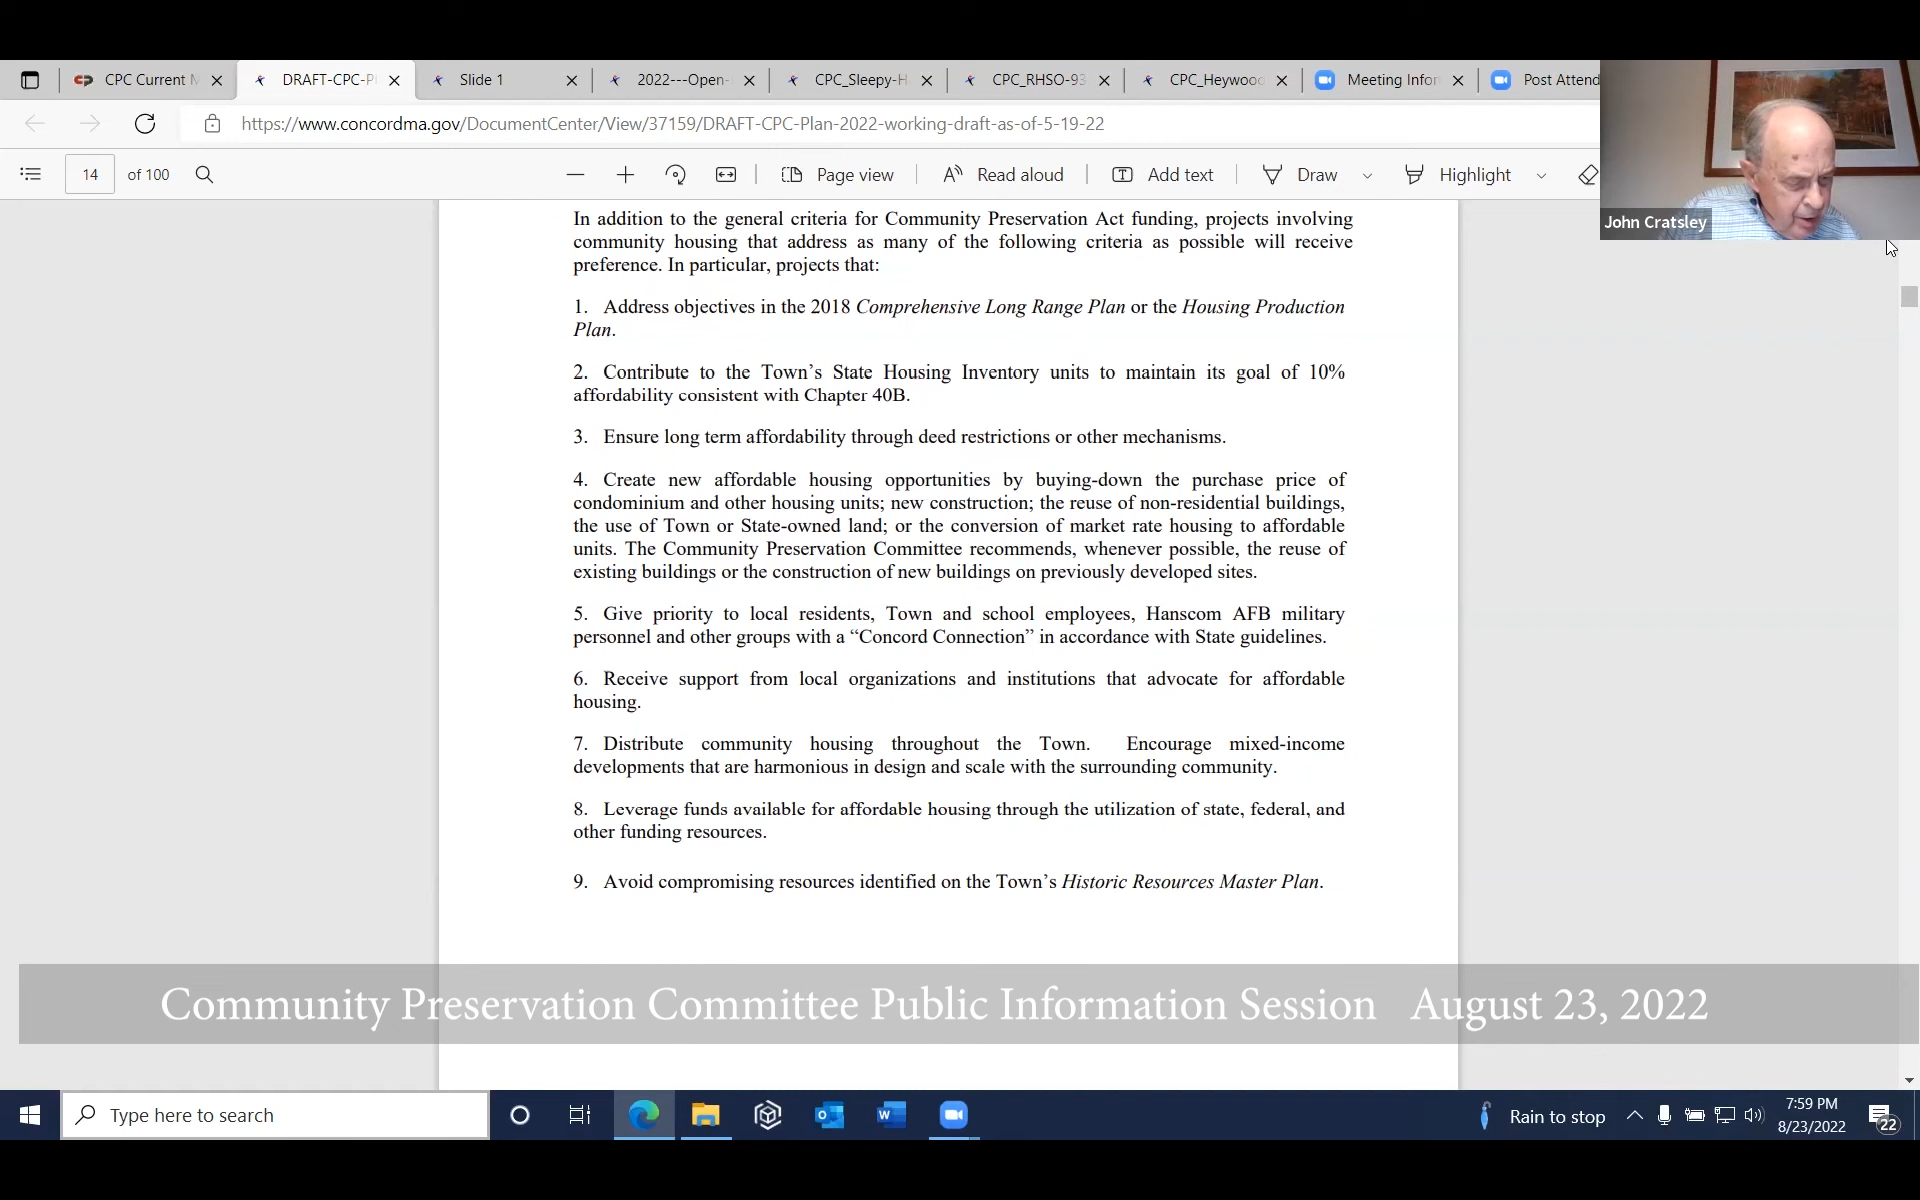 CPC Current M
DRAFT-CPC-P
Slide 1
2022---Open-
CPC_Sleepy-H
CPC_RHSO-93
CPC_Heywood
Meeting Infor
Post Attend
https://www.concordma.gov/DocumentCenter/View/37159/DRAFT-CPC-Plan-2022-working-draft-as-of-5-19-22
14 of 100
Page view
Read aloud
Add text
Draw
Highlight
John Cratsley
In addition to the general criteria for Community Preservation Act funding, projects involving
community housing that address as many of the following criteria as possible will receive
preference. In particular, projects that:
1. Address objectives in the 2018 Comprehensive Long Range Plan or the Housing Production
Plan.
2. Contribute to the Town's State Housing Inventory units to maintain its goal of 10%
affordability consistent with Chapter 40B.
3. Ensure long term affordability through deed restrictions or other mechanisms.
4. Create new affordable housing opportunities by buying-down the purchase price of
condominium and other housing units; new construction; the reuse of non-residential buildings,
the use of Town or State-owned land; or the conversion of market rate housing to affordable
units. The Community Preservation Committee recommends, whenever possible, the reuse of
existing buildings or the construction of new buildings on previously developed sites.
5. Give priority to local residents, Town and school employees, Hanscom AFB military
personnel and other groups with a “Concord Connection” in accordance with State guidelines.
6. Receive support from local organizations and institutions that advocate for affordable
housing.
7. Distribute community housing throughout the Town. Encourage mixed-income
developments that are harmonious in design and scale with the surrounding community.
8. Leverage funds available for affordable housing through the utilization of state, federal, and
other funding resources.
9. Avoid compromising resources identified on the Town's Historic Resources Master Plan.
Community Preservation Committee Public Information Session August 23, 2022
Type here to search
Rain to stop
7:59 PM
8/23/2022
22